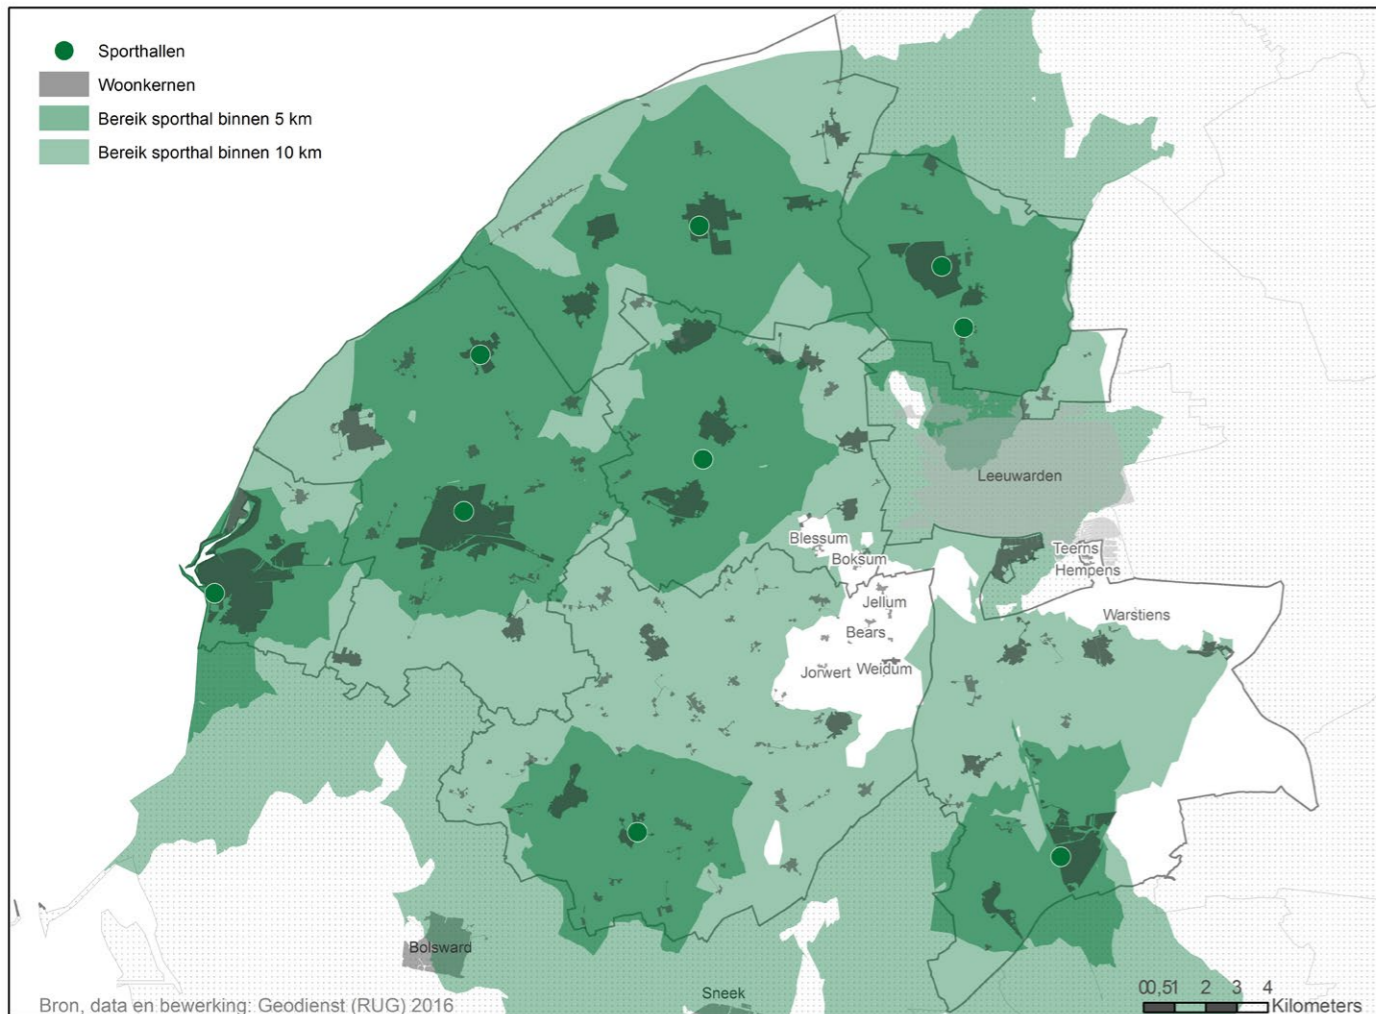 Sporthallen
Woonkernen
Bereik sporthal binnen 5 km
Bereik sporthal binnen 10 km
Leeuwarden
Blessum
Boksum
Teerns
Hempens
Jellum
Bears
Warstiens
Jorwert
Weidum
Bolsward
Sneek
Bron, data en bewerking: Geodienst (RUG) 2016
00,51 2 3 4
Kilometers